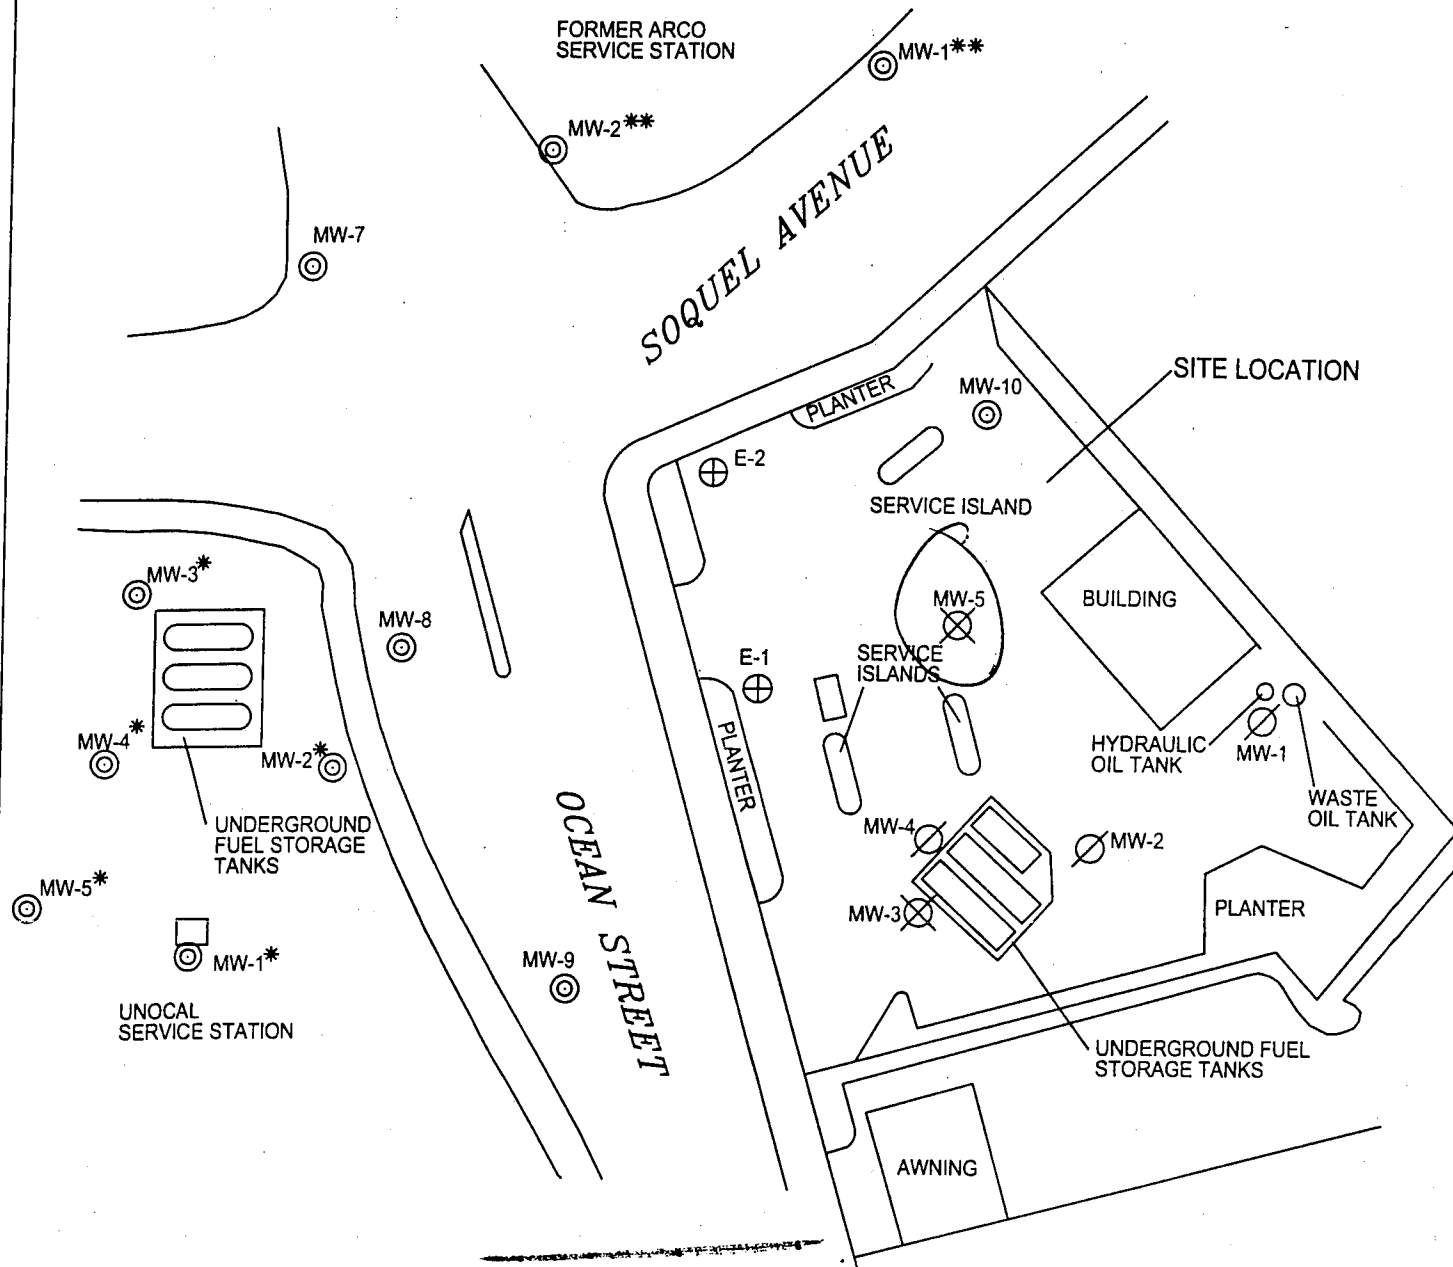 FORMER ARCO
SERVICE STATION
MW-1**
MW-2**
SOQUEL AVENUE
MW-7
SITE LOCATION
PLANTER
MW-10
E-2
SERVICE ISLAND
MW-3*
MW-8
MW-5
BUILDING
SERVICE
ISLANDS
E-1
MW-4*
MW-2*
PLANTER
HYDRAULIC
OIL TANK
MW-1
WASTE
OIL TANK
UNDERGROUND
FUEL STORAGE
TANKS
OCEAN STREET
MW-4
MW-2
MW-5*
MW-3
PLANTER
MW-1*
MW-9
UNOCAL
SERVICE STATION
UNDERGROUND FUEL
STORAGE TANKS
AWNING